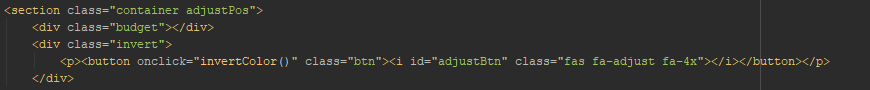 <section class="container adjustPos">
    <div class="budget"></div>
    <div class="invert">
        <p><button onclick="invertColor()" class="btn"><i id="adjustBtn" class="fas fa-adjust fa-4x"></i></button></p>
    </div>